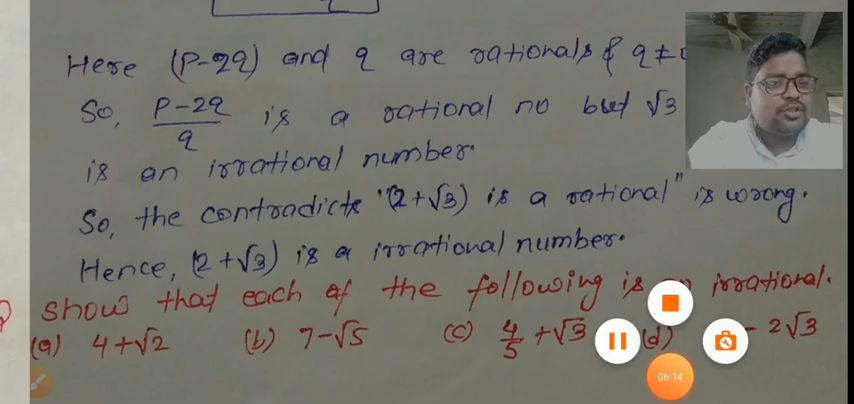 Here (P-2q) and q are rationals & q ≠
So, P-2q/q is a rational no but √3
is an irrational number.
So, the contradicts "(2+√3) is a rational" is wrong.
Hence, (2+√3) is a irrational number.
show that each of the following is irrational.
(a) 4+√2 (b) 7-√5 (c) 4/5 +√3 (d) - 2√3
06:14